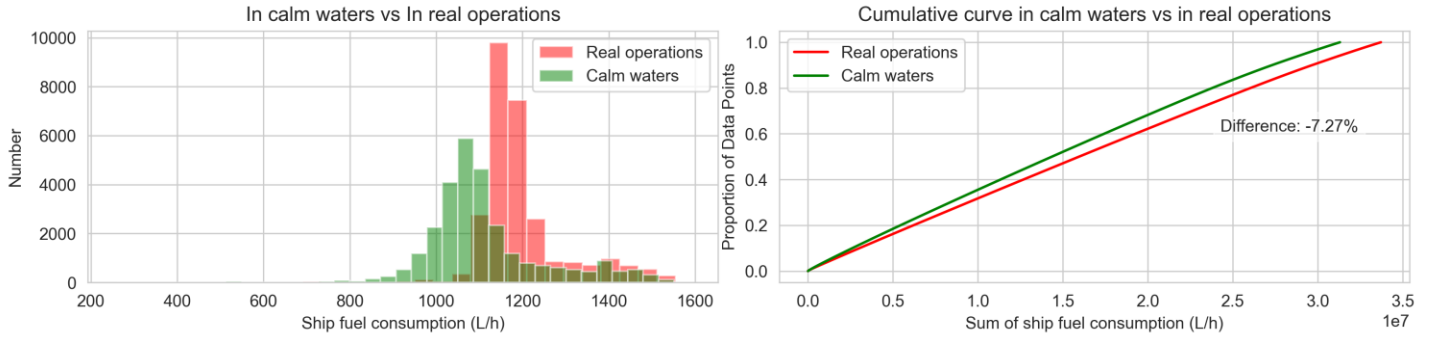 In calm waters vs In real operations
Number
10000
8000
6000
4000
2000
0
Real operations
Calm waters
200
400
600
800
1000
1200
1400
1600
Ship fuel consumption (L/h)
Cumulative curve in calm waters vs in real operations
Proportion of Data Points
1.0
0.8
0.6
0.4
0.2
0.0
Real operations
Calm waters
Difference: -7.27%
0.0
0.5
1.0
1.5
2.0
2.5
3.0
3.5
1e7
Sum of ship fuel consumption (L/h)